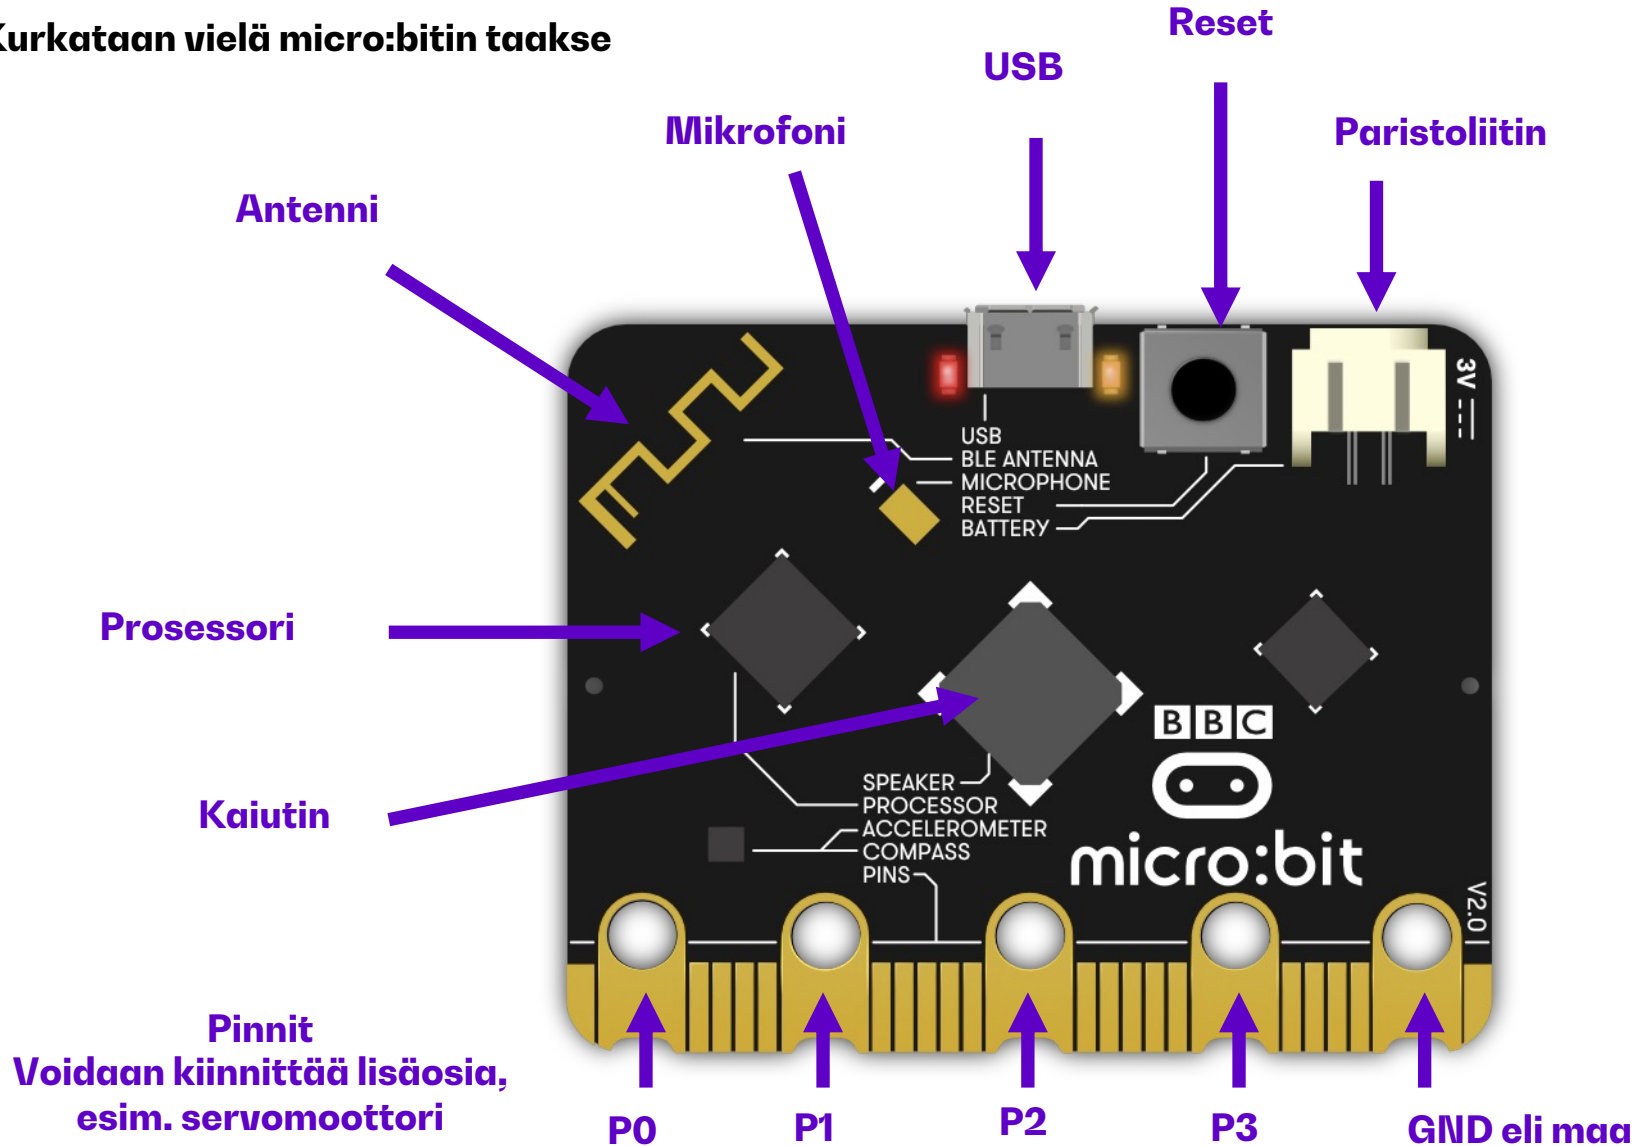 Kurkataan vielä micro:bitin taakse
Reset
USB
Mikrofoni
Paristoliitin
Antenni
3V
USB
BLE ANTENNA
MICROPHONE
RESET
BATTERY
Prosessori
BBC
Kaiutin
SPEAKER
PROCESSOR
ACCELEROMETER
COMPASS
PINS
micro:bit
V2.0
Pinnit
Voidaan kiinnittää lisäosia,
esim. servomoottori
P0
P1
P2
P3
GND eli maa